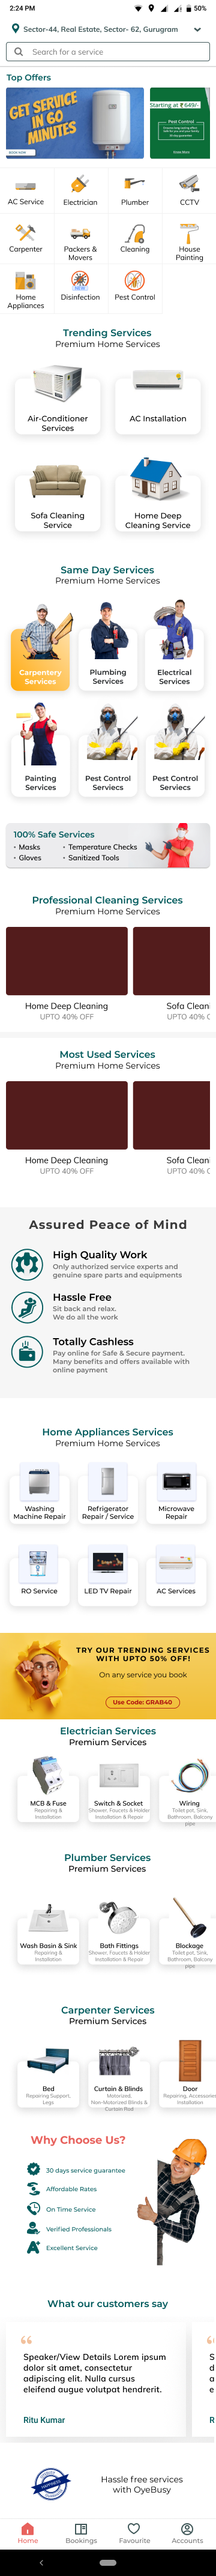 2:24 PM
50%
Sector-44, Real Estate, Sector- 62, Gurugram
Search for a service
Top Offers
GET SERVICE
IN 60
MINUTES
BOOK NOW
Starting at ₹ 649/-
Pest Control
Know More
AC Service
Electrician
Plumber
CCTV
Carpenter
Packers &
Movers
Cleaning
House
Painting
Home
Appliances
NEW
Disinfection
Pest Control
Trending Services
Premium Home Services
Air-Conditioner
Services
AC Installation
Sofa Cleaning
Service
Home Deep
Cleaning Service
Same Day Services
Premium Home Services
Carpentery
Services
Plumbing
Services
Electrical
Services
Painting
Services
Pest Control
Serviecs
Pest Control
Serviecs
100% Safe Services
• Masks
• Temperature Checks
• Gloves
• Sanitized Tools
Professional Cleaning Services
Premium Home Services
Home Deep Cleaning
UPTO 40% OFF
Sofa Clean
UPTO 40% O
Most Used Services
Premium Home Services
Home Deep Cleaning
UPTO 40% OFF
Sofa Clean
UPTO 40% O
Assured Peace of Mind
High Quality Work
Only authorized service experts and
genuine spare parts and equipments
Hassle Free
Sit back and relax.
We do all the work
Totally Cashless
Pay online for Safe & Secure payment.
Many benefits and offers available with
online payment
Home Appliances Services
Premium Home Services
Washing
Machine Repair
Refrigerator
Repair / Service
Microwave
Repair
RO Service
LED TV Repair
AC Services
TRY OUR TRENDING SERVICES
WITH UPTO 50% OFF!
On any service you book
Use Code: GRAB40
Electrician Services
Premium Services
MCB & Fuse
Repairing &
Installation
Switch & Socket
Shower, Faucets & Holder
Installation & Repair
Wiring
Toilet pot, Sink,
Bathroom, Balcony
pipe
Plumber Services
Premium Services
Wash Basin & Sink
Repairing &
Installation
Bath Fittings
Shower, Faucets & Holder
Installation & Repair
Blockage
Toilet pot, Sink,
Bathroom, Balcony
pipe
Carpenter Services
Premium Services
Bed
Repairing Support,
Legs
Curtain & Blinds
Motorized,
Non-Motorized Blinds &
Curtain Rod
Door
Repairing, Accessories
Installation
Why Choose Us?
30 days service guarantee
Affordable Rates
On Time Service
Verified Professionals
Excellent Service
What our customers say
Speaker/View Details Lorem ipsum
dolor sit amet, consectetur
adipiscing elit. Nulla cursus
eleifend augue volutpat hendrerit.
Ritu Kumar
S
d
a
e
R
Hassle free services
with OyeBusy
Home
Bookings
Favourite
Accounts